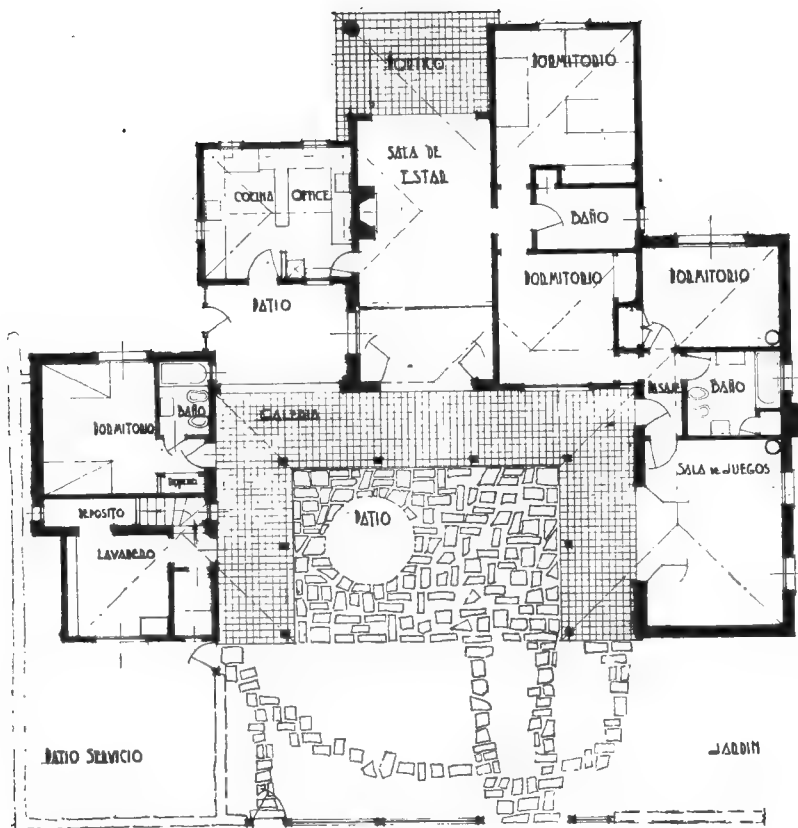 PORTICO
DORMITORIO
SALA DE
ESTAR
COCINA
OFFICE
BAÑO
DORMITORIO
DORMITORIO
PATIO
BAÑO
PASAJE
BAÑO
DORMITORIO
GALERIA
SALA DE JUEGOS
DEPOSITO
PATIO
LAVADERO
PATIO SERVICIO
JARDIN